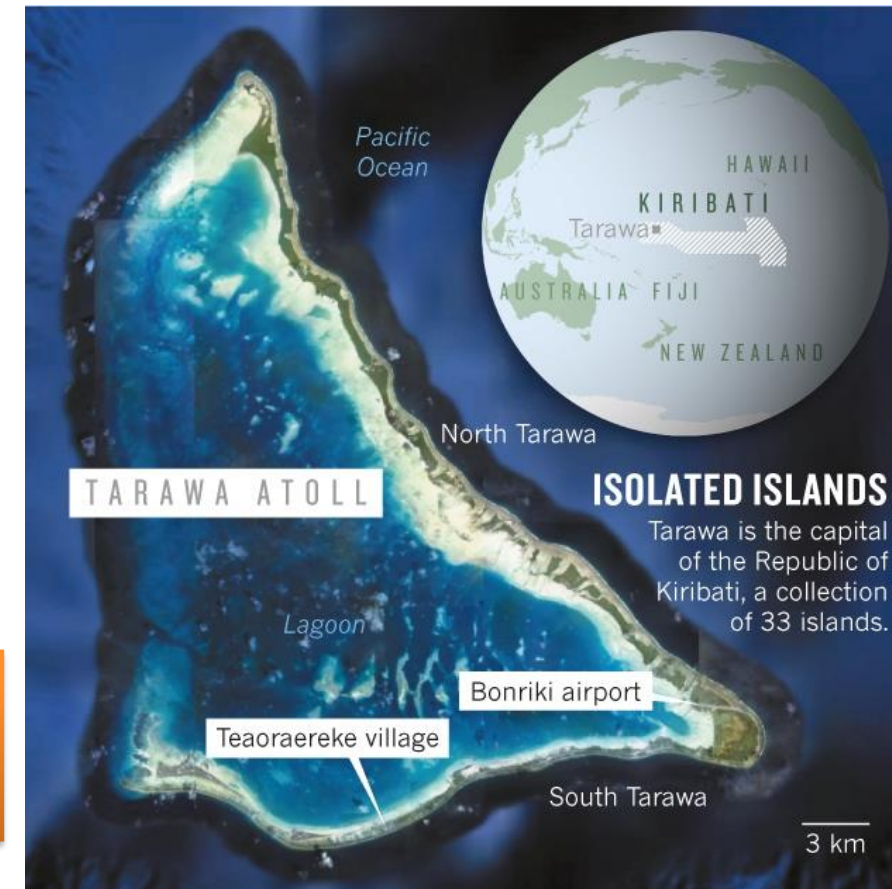 Pacific
Ocean
HAWAII
KIRIBATI
Tarawa
AUSTRALIA FIJI
NEW ZEALAND
North Tarawa
TARAWA ATOLL
ISOLATED ISLANDS
Tarawa is the capital
of the Republic of
Kiribati, a collection
of 33 islands.
Lagoon
Bonriki airport
Teaoraereke village
South Tarawa
3 km